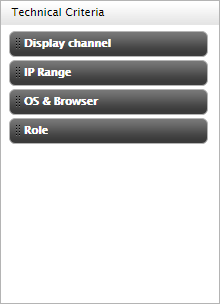 Technical Criteria
Display channel
IP Range
OS & Browser
Role